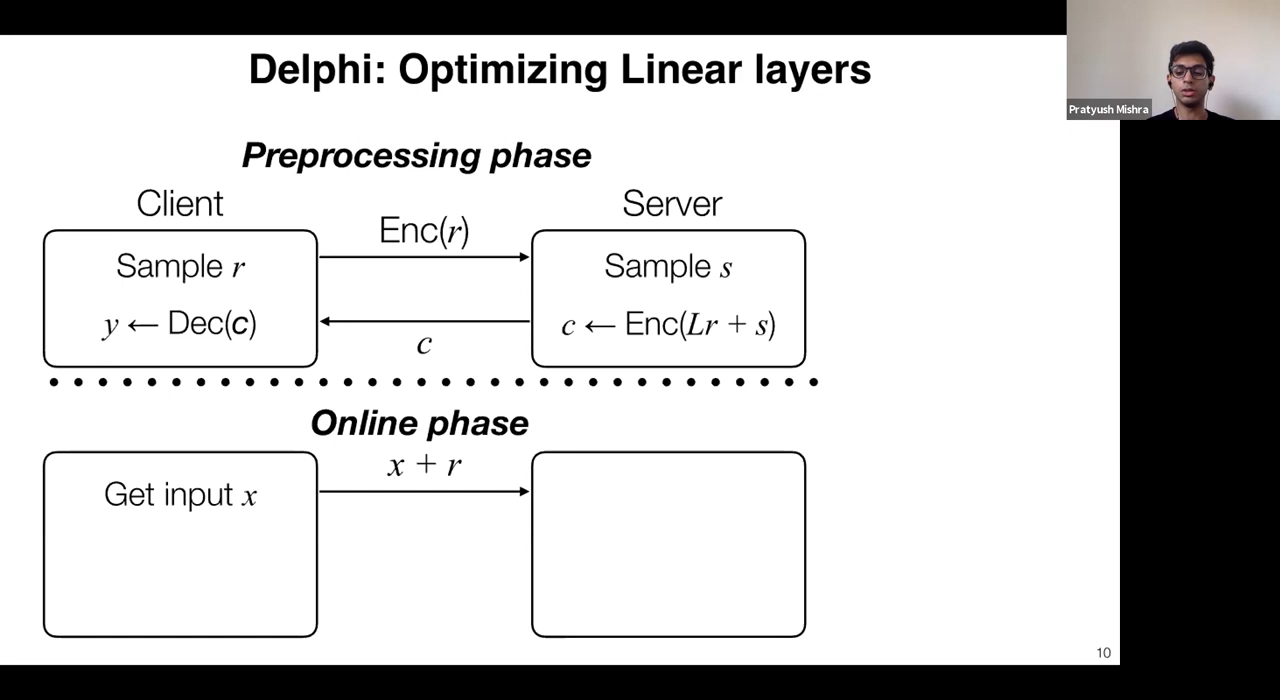 Delphi: Optimizing Linear layers
Pratyush Mishra
Preprocessing phase
Client
Server
Enc(r)
Sample r
Sample s
y ← Dec(c)
c ← Enc(Lr + s)
c
Online phase
x + r
Get input x
10